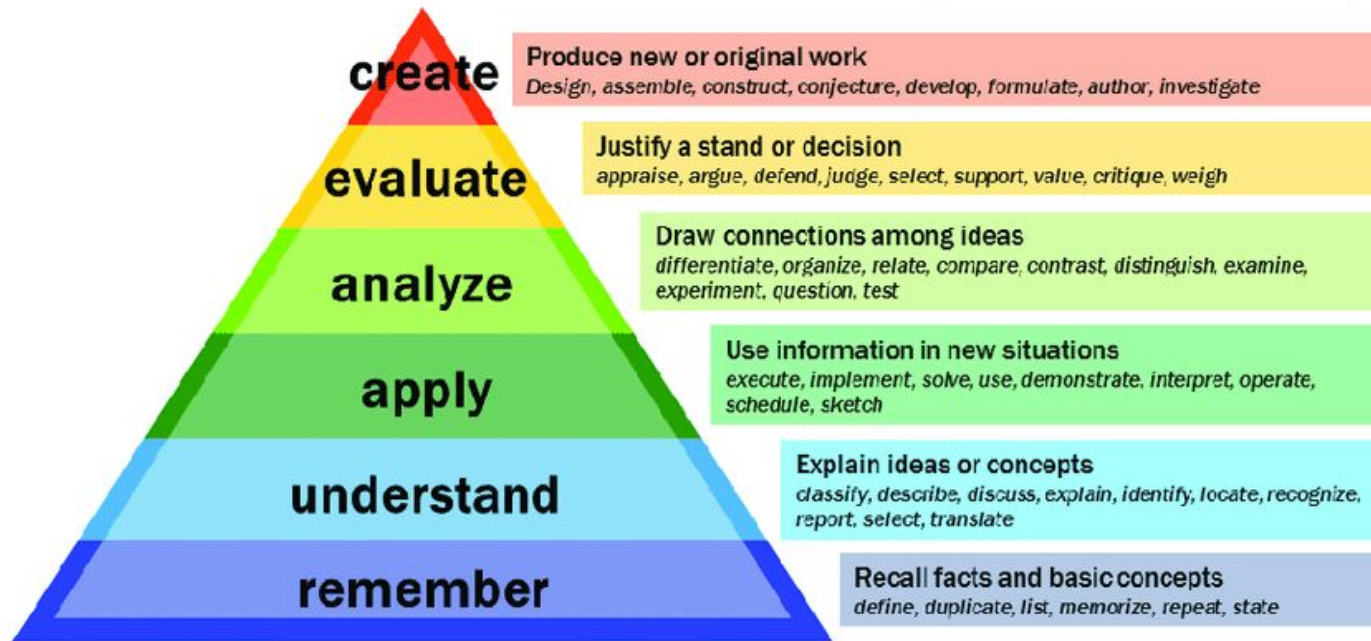 create
Produce new or original work
Design, assemble, construct, conjecture, develop, formulate, author, investigate
evaluate
Justify a stand or decision
appraise, argue, defend, judge, select, support, value, critique, weigh
analyze
Draw connections among ideas
differentiate, organize, relate, compare, contrast, distinguish, examine,
experiment, question, test
apply
Use information in new situations
execute, implement, solve, use, demonstrate, interpret, operate,
schedule, sketch
understand
Explain ideas or concepts
classify, describe, discuss, explain, identify, locate, recognize,
report, select, translate
remember
Recall facts and basic concepts
define, duplicate, list, memorize, repeat, state